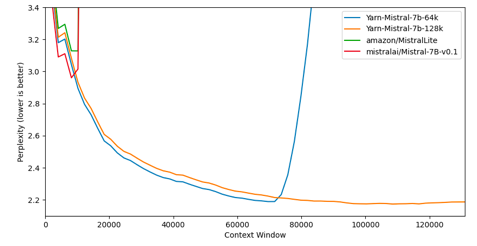 3.4
3.2
3.0
2.8
2.6
2.4
2.2
Perplexity (lower is better)
Yarn-Mistral-7b-64k
Yarn-Mistral-7b-128k
amazon/MistralLite
mistralai/Mistral-7B-v0.1
0 20000 40000 60000 80000 100000 120000
Context Window